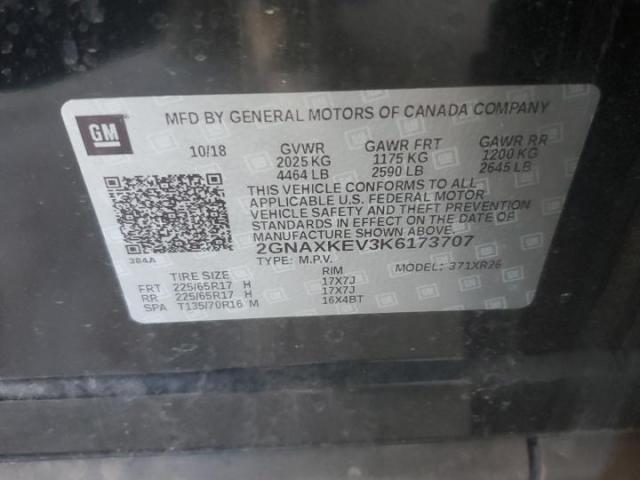 GM
MFD BY GENERAL MOTORS OF CANADA COMPANY
10/18 GVWR GAWR FRT GAWR RR
2025 KG 1175 KG 1200 KG
4464 LB 2590 LB 2645 LB
THIS VEHICLE CONFORMS TO ALL
APPLICABLE U.S. FEDERAL MOTOR
VEHICLE SAFETY AND THEFT PREVENTION
STANDARDS IN EFFECT ON THE DATE OF
MANUFACTURE SHOWN ABOVE.
2GNAXKEV3K6173707
384A TYPE: M.P.V. MODEL: 371XR26
TIRE SIZE RIM
FRT 225/65R17 H 17X7J
RR 225/65R17 H 17X7J
SPA T135/70R16 M 16X4BT